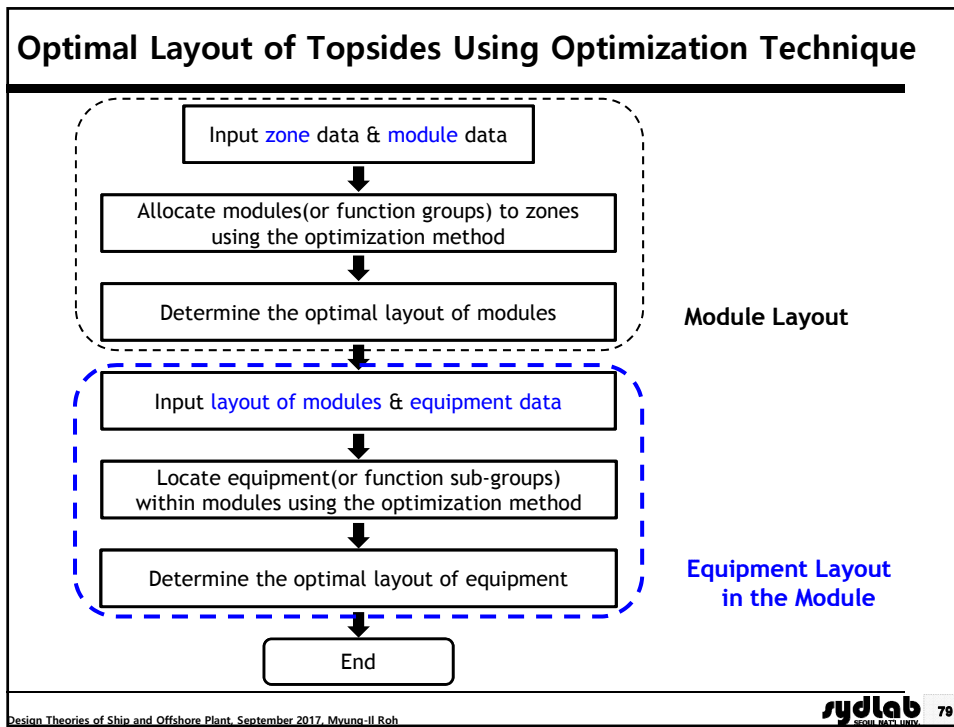 Optimal Layout of Topsides Using Optimization Technique
Input zone data & module data
Allocate modules(or function groups) to zones
using the optimization method
Determine the optimal layout of modules
Module Layout
Input layout of modules & equipment data
Locate equipment(or function sub-groups)
within modules using the optimization method
Determine the optimal layout of equipment
Equipment Layout
in the Module
End
Design Theories of Ship and Offshore Plant, September 2017, Myung-Il Roh
sydlab
SEOUL NAT'L UNIV.
79